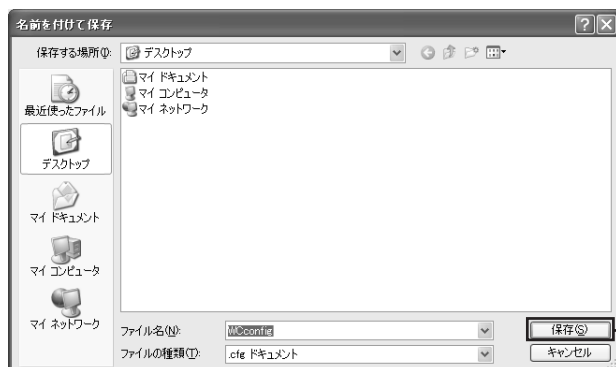 名前を付けて保存
保存する場所(I):
デスクトップ
最近使ったファイル
デスクトップ
マイ ドキュメント
マイ コンピュータ
マイ ネットワーク
マイ ドキュメント
マイ コンピュータ
マイ ネットワーク
ファイル名(N):
WCconfig
保存(S)
ファイルの種類(T):
.cfg ドキュメント
キャンセル